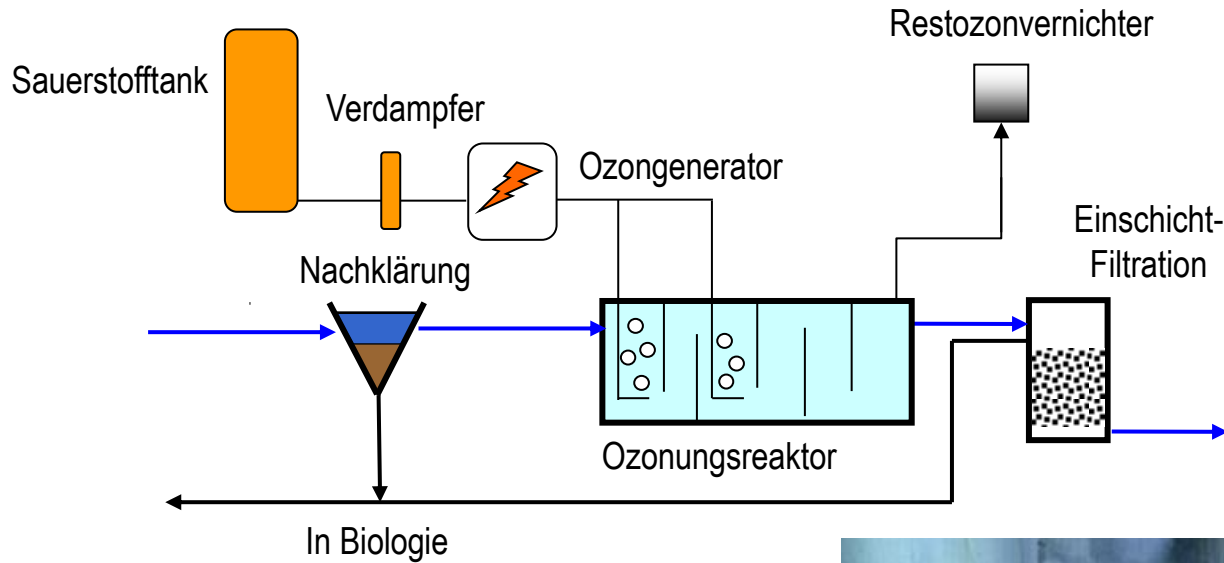 Restozonvernichter
Sauerstofftank
Verdampfer
Ozongenerator
Einschicht-
Filtration
Nachklärung
Ozonungsreaktor
In Biologie